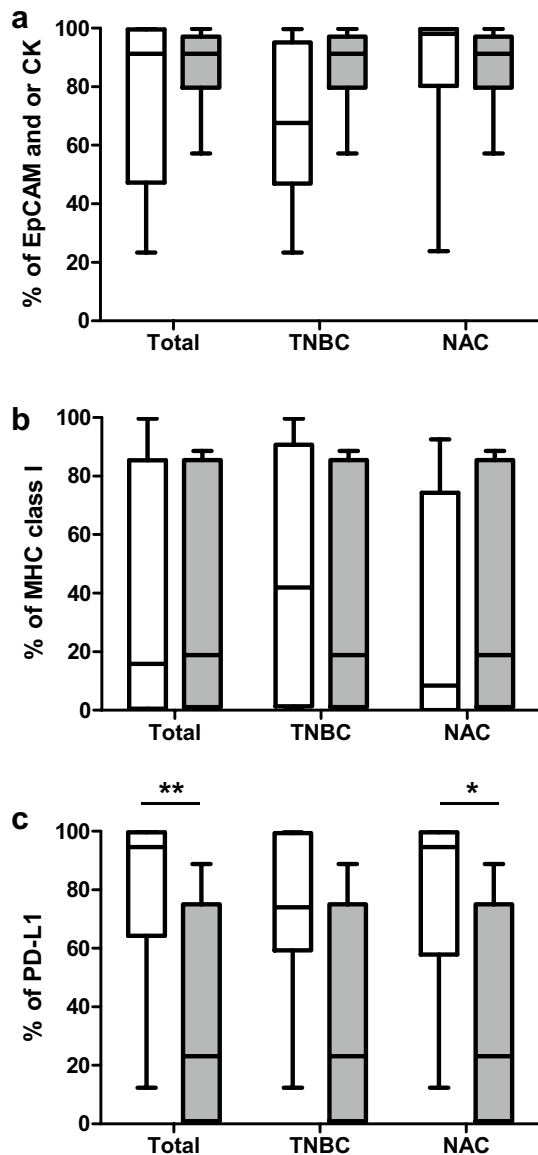 a
% of EpCAM and or CK
100
80
60
40
20
0
Total TNBC NAC
b
% of MHC class I
100
80
60
40
20
0
Total TNBC NAC
c
% of PD-L1
** *
100
80
60
40
20
0
Total TNBC NAC